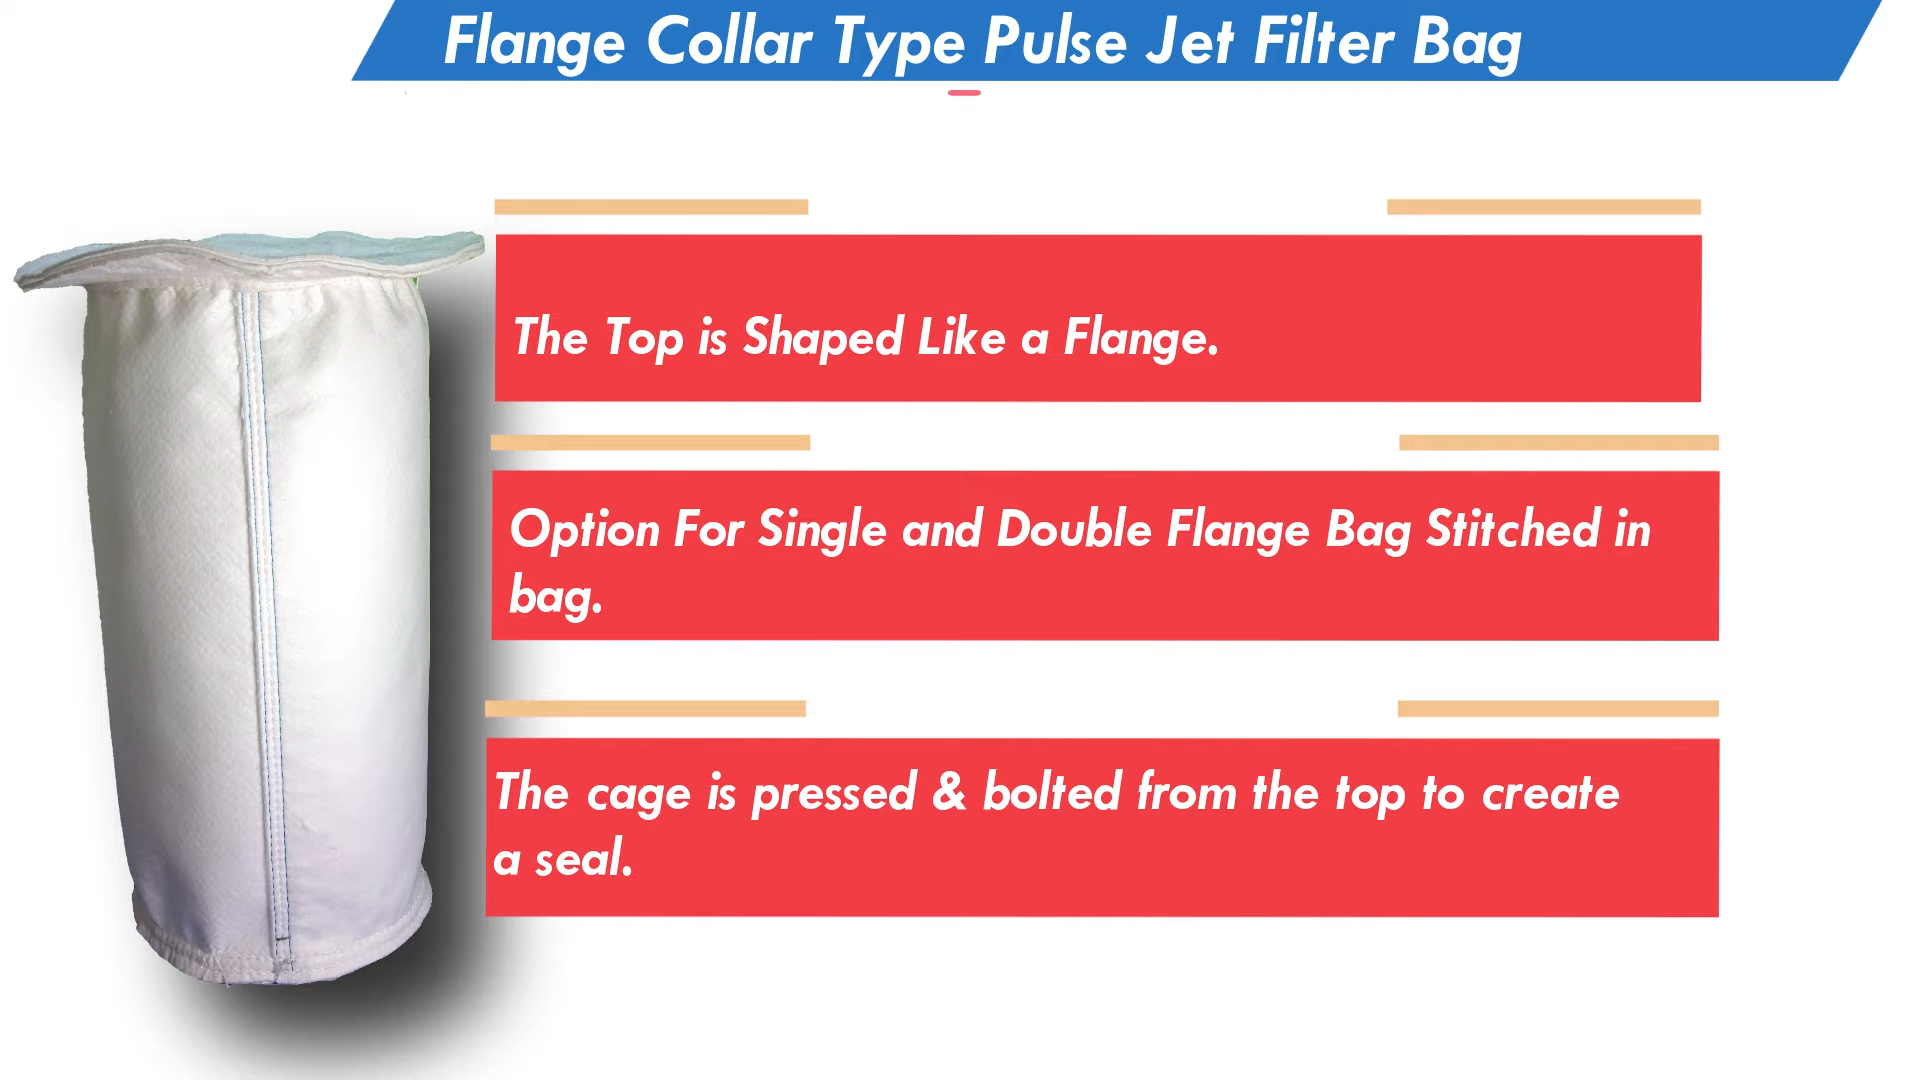 Flange Collar Type Pulse Jet Filter Bag
The Top is Shaped Like a Flange.
Option For Single and Double Flange Bag Stitched in
bag.
The cage is pressed & bolted from the top to create
a seal.